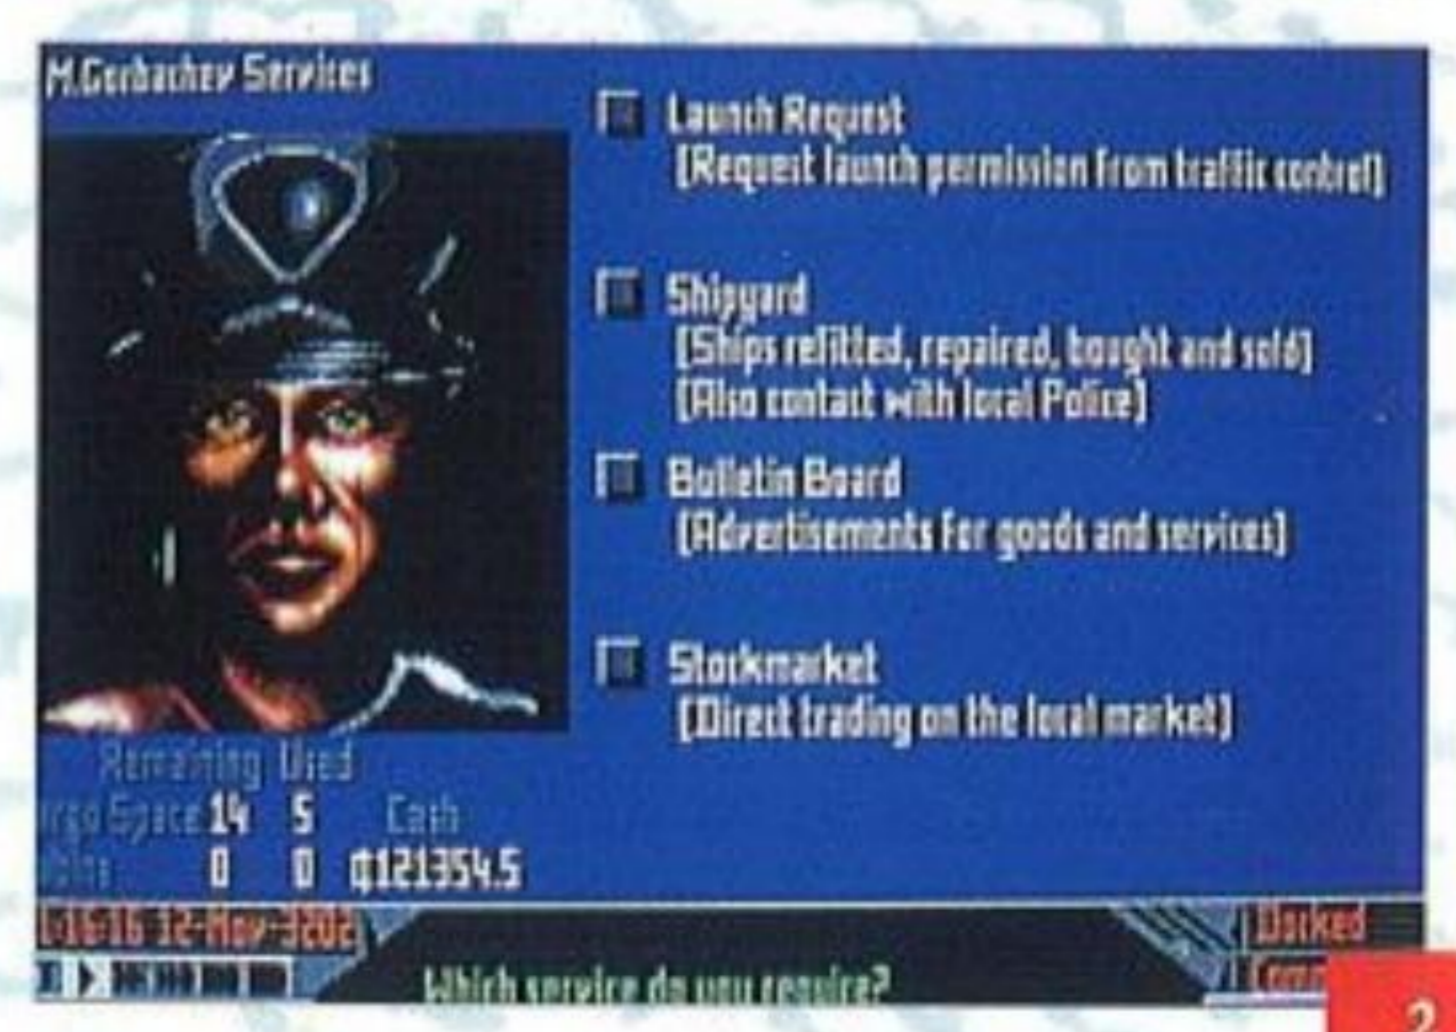 M.Gorbachev Services
Launch Request
(Request launch permission from traffic control)
Shipyard
(Ships refitted, repaired, bought and sold)
(Also contact with local Police)
Bulletin Board
(Advertisements for goods and services)
Stockmarket
(Direct trading on the local market)
Remaining Used
Space 14 5 Cash
0 0 ₵121354.5
12-Nov-3202
Docked
Which service do you require?
2